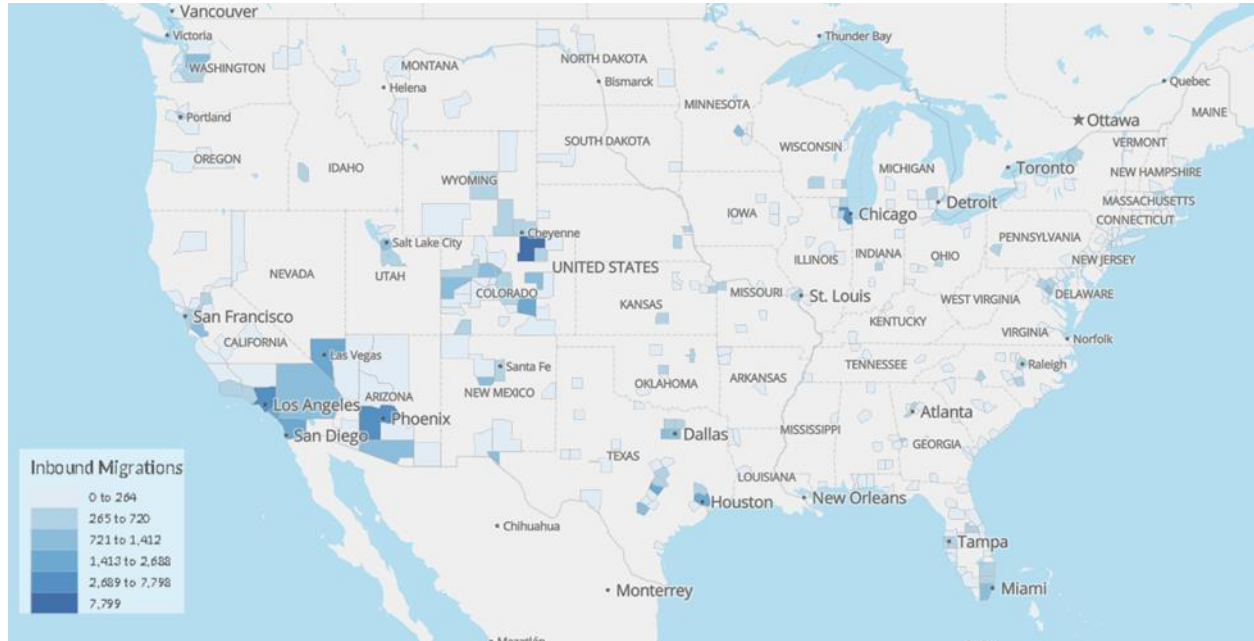 Vancouver
Victoria
Thunder Bay
Quebec
WASHINGTON
MONTANA
NORTH DAKOTA
Helena
Bismarck
MINNESOTA
MAINE
Portland
Ottawa
OREGON
SOUTH DAKOTA
WISCONSIN
VERMONT
IDAHO
MICHIGAN
Toronto
NEW HAMPSHIRE
WYOMING
Detroit
MASSACHUSETTS
IOWA
Chicago
CONNECTICUT
Cheyenne
Salt Lake City
PENNSYLVANIA
NEVADA
UTAH
UNITED STATES
ILLINOIS
INDIANA
OHIO
NEW JERSEY
COLORADO
MISSOURI
St. Louis
DELAWARE
KANSAS
WEST VIRGINIA
San Francisco
KENTUCKY
CALIFORNIA
VIRGINIA
Norfolk
Las Vegas
Santa Fe
TENNESSEE
Raleigh
OKLAHOMA
ARKANSAS
ARIZONA
NEW MEXICO
Los Angeles
Phoenix
Atlanta
San Diego
Dallas
MISSISSIPPI
GEORGIA
TEXAS
LOUISIANA
Houston
New Orleans
Chihuahua
Tampa
Monterrey
Miami
Inbound Migrations
0 to 264
265 to 720
721 to 1,412
1,413 to 2,688
2,689 to 7,798
7,799